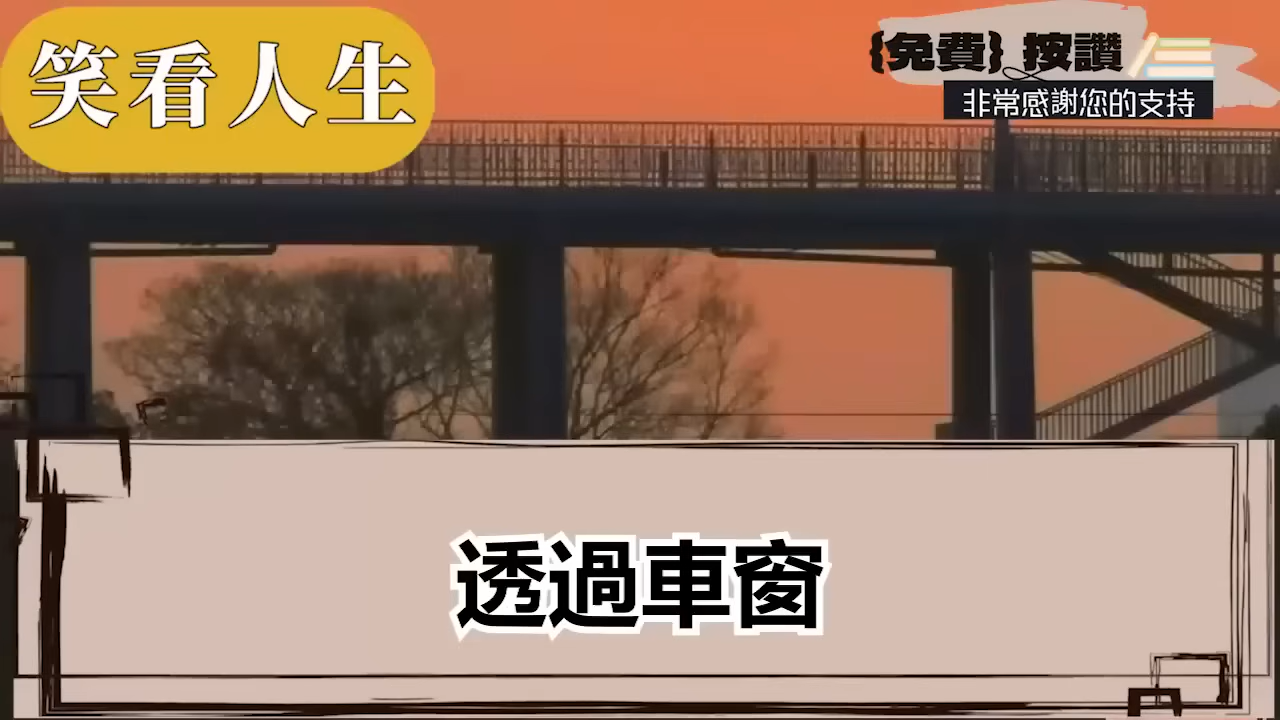 笑看人生
{免費} 按讚
非常感謝您的支持
透過車窗